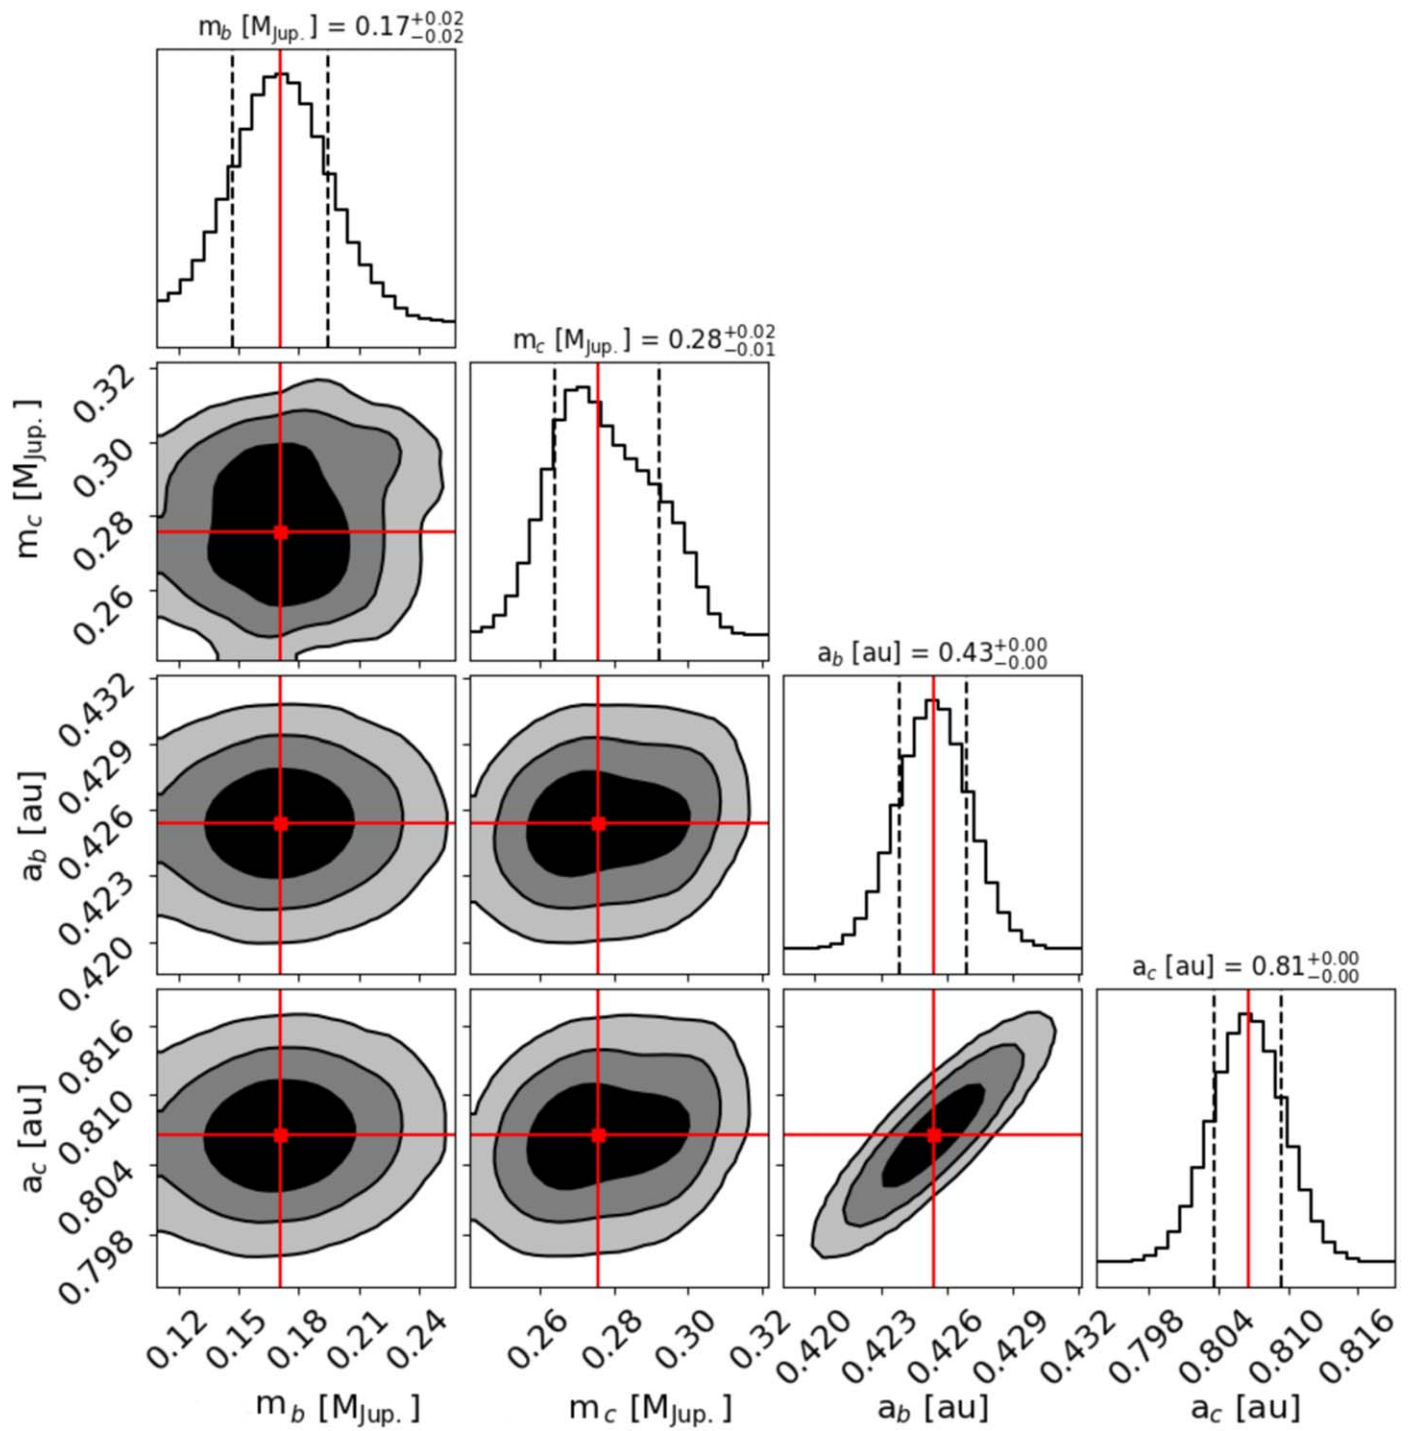 m_b [M_Jup.] = 0.17^{+0.02}_{-0.02}
m_c [M_Jup.] = 0.28^{+0.02}_{-0.01}
0.32
0.30
0.28
0.26
m_c [M_Jup.]
a_b [au] = 0.43^{+0.00}_{-0.00}
0.432
0.429
0.426
0.423
0.420
a_b [au]
a_c [au] = 0.81^{+0.00}_{-0.00}
0.816
0.810
0.804
0.798
a_c [au]
0.12 0.15 0.18 0.21 0.24
0.26 0.28 0.30 0.32
0.420 0.423 0.426 0.429 0.432
0.798 0.804 0.810 0.816
m_b [M_Jup.]
m_c [M_Jup.]
a_b [au]
a_c [au]